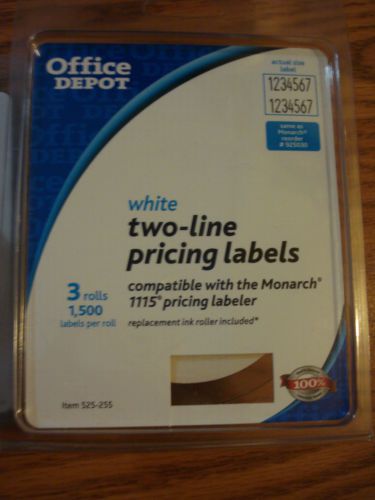 Office
DEPOT
actual size
label
1234567
1234567
same as
Monarch®
reorder
# 925030
white
two-line
pricing labels
3 rolls
1,500
labels per roll
compatible with the Monarch®
1115® pricing labeler
replacement ink roller included*
100%
Item 525-255